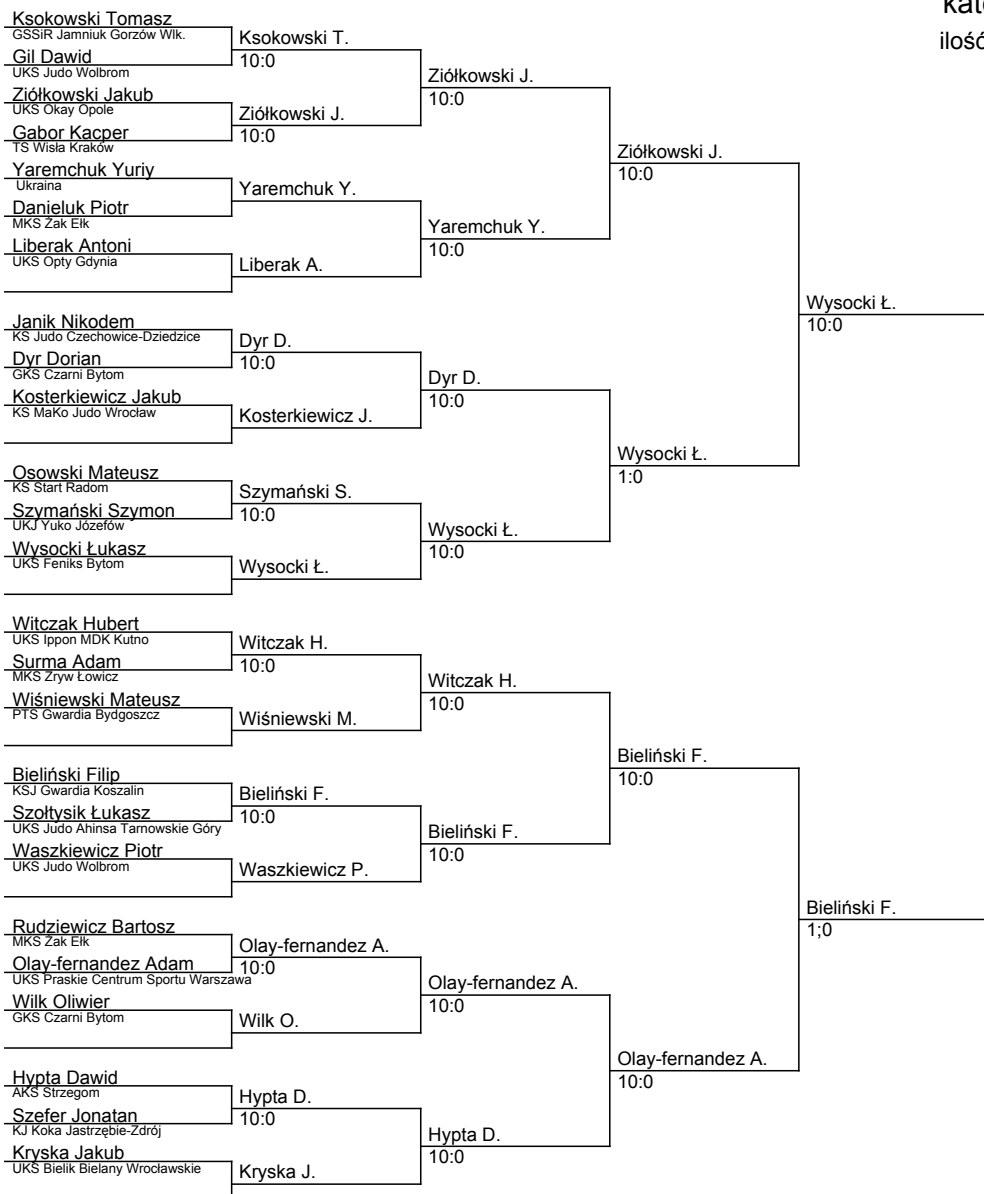 kat
ilość
Ksokowski Tomasz
GSSiR Jamniuk Gorzów Wlk.
Gil Dawid
UKS Judo Wolbrom
Ziółkowski Jakub
UKS Okay Opole
Gabor Kacper
TS Wisła Kraków
Yaremchuk Yuriy
Ukraina
Danieluk Piotr
MKS Żak Ełk
Liberak Antoni
UKS Opty Gdynia
Janik Nikodem
KS Judo Czechowice-Dziedzice
Dyr Dorian
GKS Czarni Bytom
Kosterkiewicz Jakub
KS MaKo Judo Wrocław
Osowski Mateusz
KS Start Radom
Szymański Szymon
UKJ Yuko Józefów
Wysocki Łukasz
UKS Feniks Bytom
Witczak Hubert
UKS Ippon MDK Kutno
Surma Adam
MKS Zryw Łowicz
Wiśniewski Mateusz
PTS Gwardia Bydgoszcz
Bieliński Filip
KSJ Gwardia Koszalin
Szołtysik Łukasz
UKS Judo Ahinsa Tarnowskie Góry
Waszkiewicz Piotr
UKS Judo Wolbrom
Rudziewicz Bartosz
MKS Żak Ełk
Olay-fernandez Adam
UKS Praskie Centrum Sportu Warszawa
Wilk Oliwier
GKS Czarni Bytom
Hypta Dawid
AKS Strzegom
Szefer Jonatan
KJ Koka Jastrzębie-Zdrój
Kryska Jakub
UKS Bielik Bielany Wrocławskie
Ksokowski T.
10:0
Ziółkowski J.
10:0
Yaremchuk Y.
Liberak A.
Dyr D.
10:0
Kosterkiewicz J.
Szymański S.
10:0
Wysocki Ł.
Witczak H.
10:0
Wiśniewski M.
Bieliński F.
10:0
Waszkiewicz P.
Olay-fernandez A.
10:0
Wilk O.
Hypta D.
10:0
Kryska J.
Ziółkowski J.
10:0
Yaremchuk Y.
10:0
Dyr D.
10:0
Wysocki Ł.
10:0
Witczak H.
10:0
Bieliński F.
10:0
Olay-fernandez A.
10:0
Hypta D.
10:0
Ziółkowski J.
10:0
Wysocki Ł.
1:0
Bieliński F.
10:0
Olay-fernandez A.
10:0
Wysocki Ł.
10:0
Bieliński F.
1;0